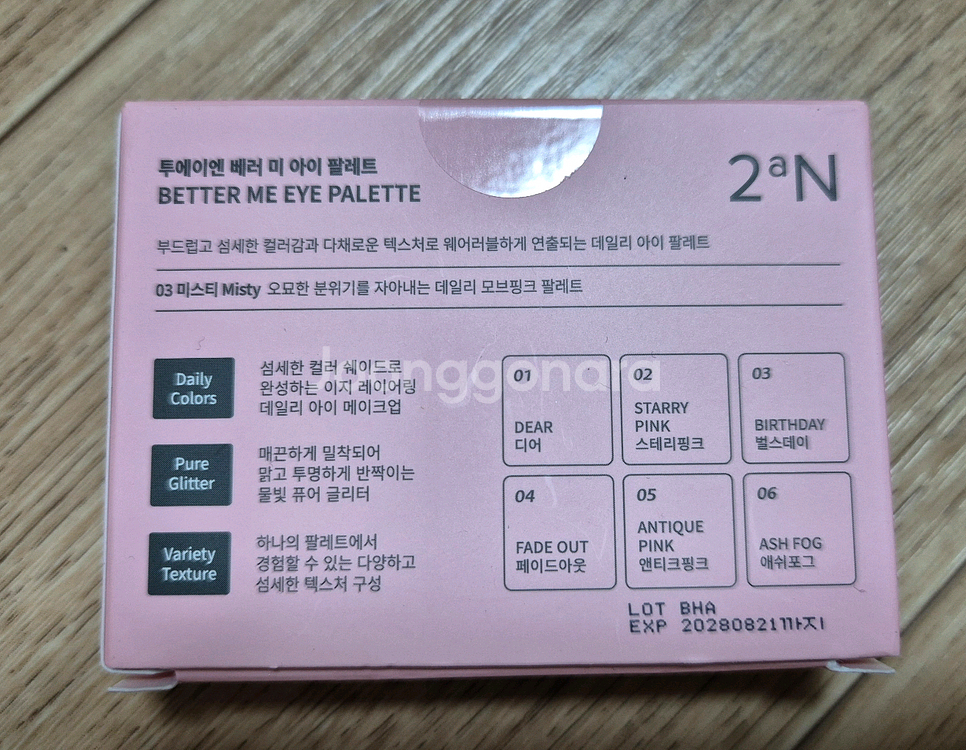 투에이엔 베러 미 아이 팔레트
BETTER ME EYE PALETTE
2aN
부드럽고 섬세한 컬러감과 다채로운 텍스처로 웨어러블하게 연출되는 데일리 아이 팔레트
03 미스티 Misty 오묘한 분위기를 자아내는 데일리 모브핑크 팔레트
Daily
Colors
섬세한 컬러 쉐이드로
완성하는 이지 레이어링
데일리 아이 메이크업
Pure
Glitter
매끈하게 밀착되어
맑고 투명하게 반짝이는
물빛 퓨어 글리터
Variety
Texture
하나의 팔레트에서
경험할 수 있는 다양하고
섬세한 텍스처 구성
01
DEAR
디어
02
STARRY
PINK
스테리핑크
03
BIRTHDAY
벌스데이
04
FADE OUT
페이드아웃
05
ANTIQUE
PINK
앤티크핑크
06
ASH FOG
애쉬포그
LOT BHA
EXP 20280821까지
Joonggonara